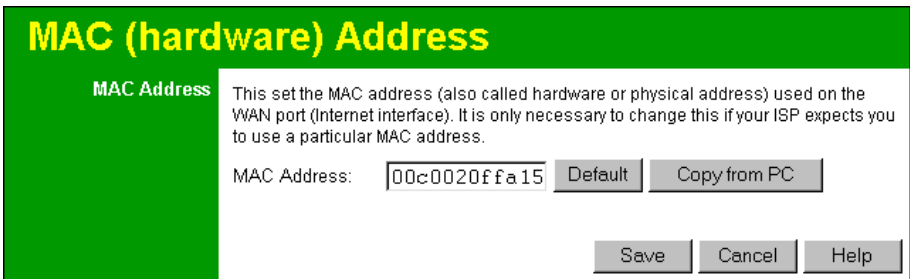 MAC (hardware) Address
MAC Address
This set the MAC address (also called hardware or physical address) used on the
WAN port (Internet interface). It is only necessary to change this if your ISP expects you
to use a particular MAC address.
MAC Address: 00c0020ffa15 Default Copy from PC
Save Cancel Help